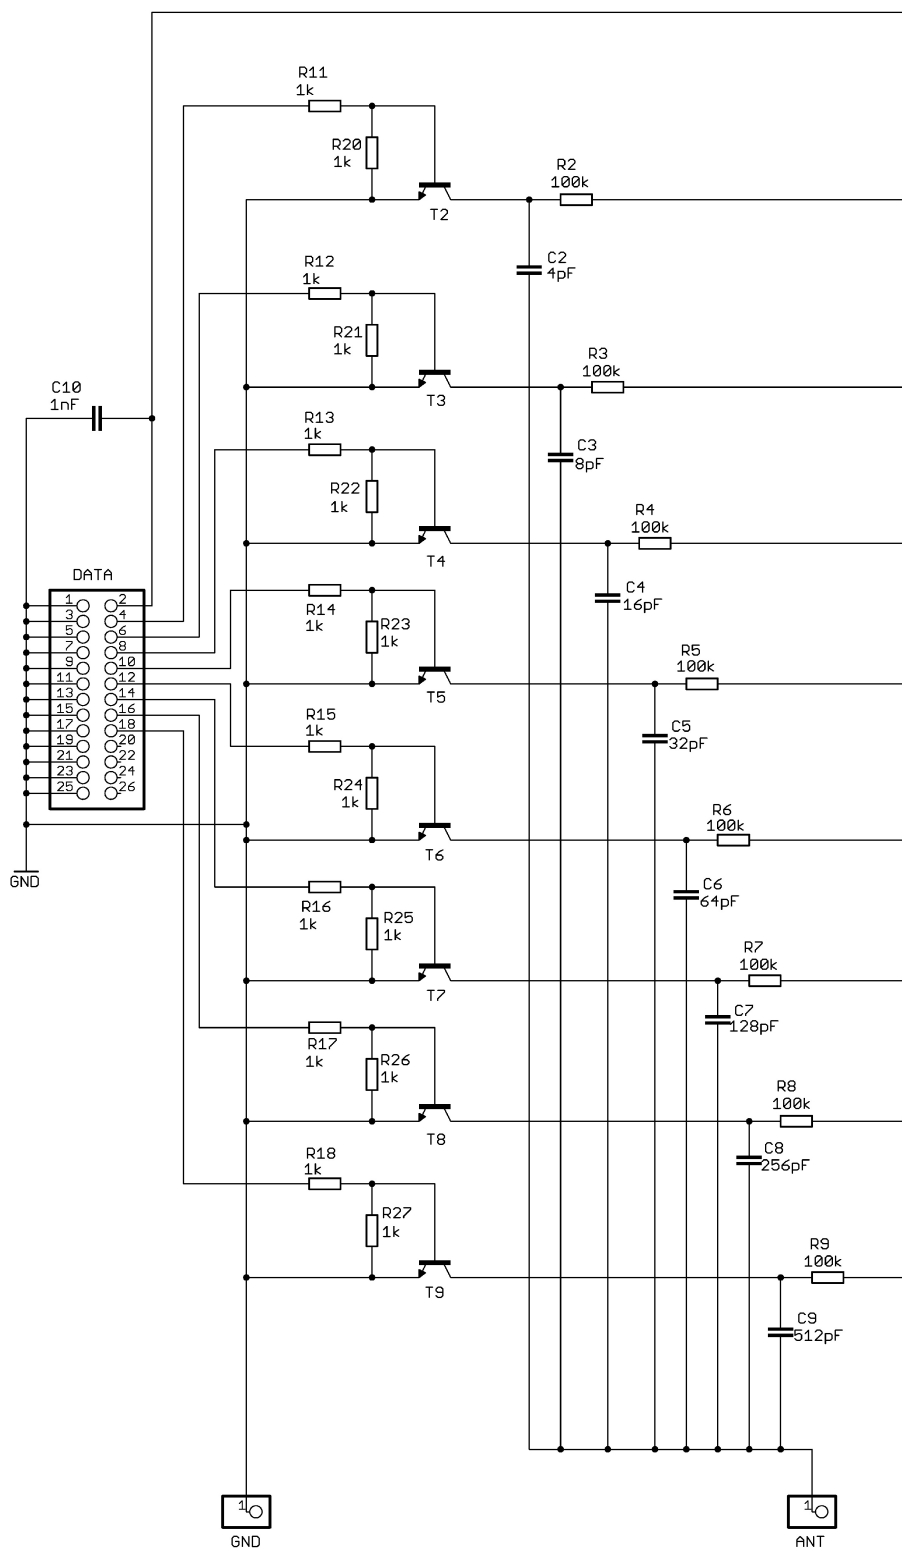 R11
1k
R20
1k
T2
R2
100k
C2
4pF
R12
1k
R21
1k
T3
R3
100k
C3
8pF
C10
1nF
R13
1k
R22
1k
T4
R4
100k
C4
16pF
DATA
1 2
3 4
5 6
7 8
9 10
11 12
13 14
15 16
17 18
19 20
21 22
23 24
25 26
GND
R14
1k
R23
1k
T5
R5
100k
C5
32pF
R15
1k
R24
1k
T6
R6
100k
C6
64pF
R16
1k
R25
1k
T7
R7
100k
C7
128pF
R17
1k
R26
1k
T8
R8
100k
C8
256pF
R18
1k
R27
1k
T9
R9
100k
C9
512pF
1
GND
1
ANT